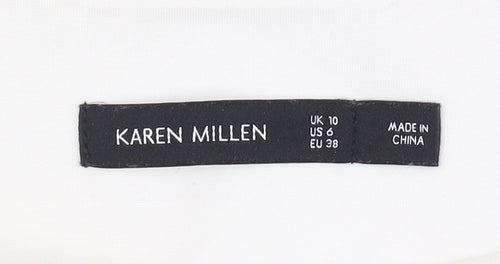 KAREN MILLEN
UK 10
US 6
EU 38
MADE IN
CHINA